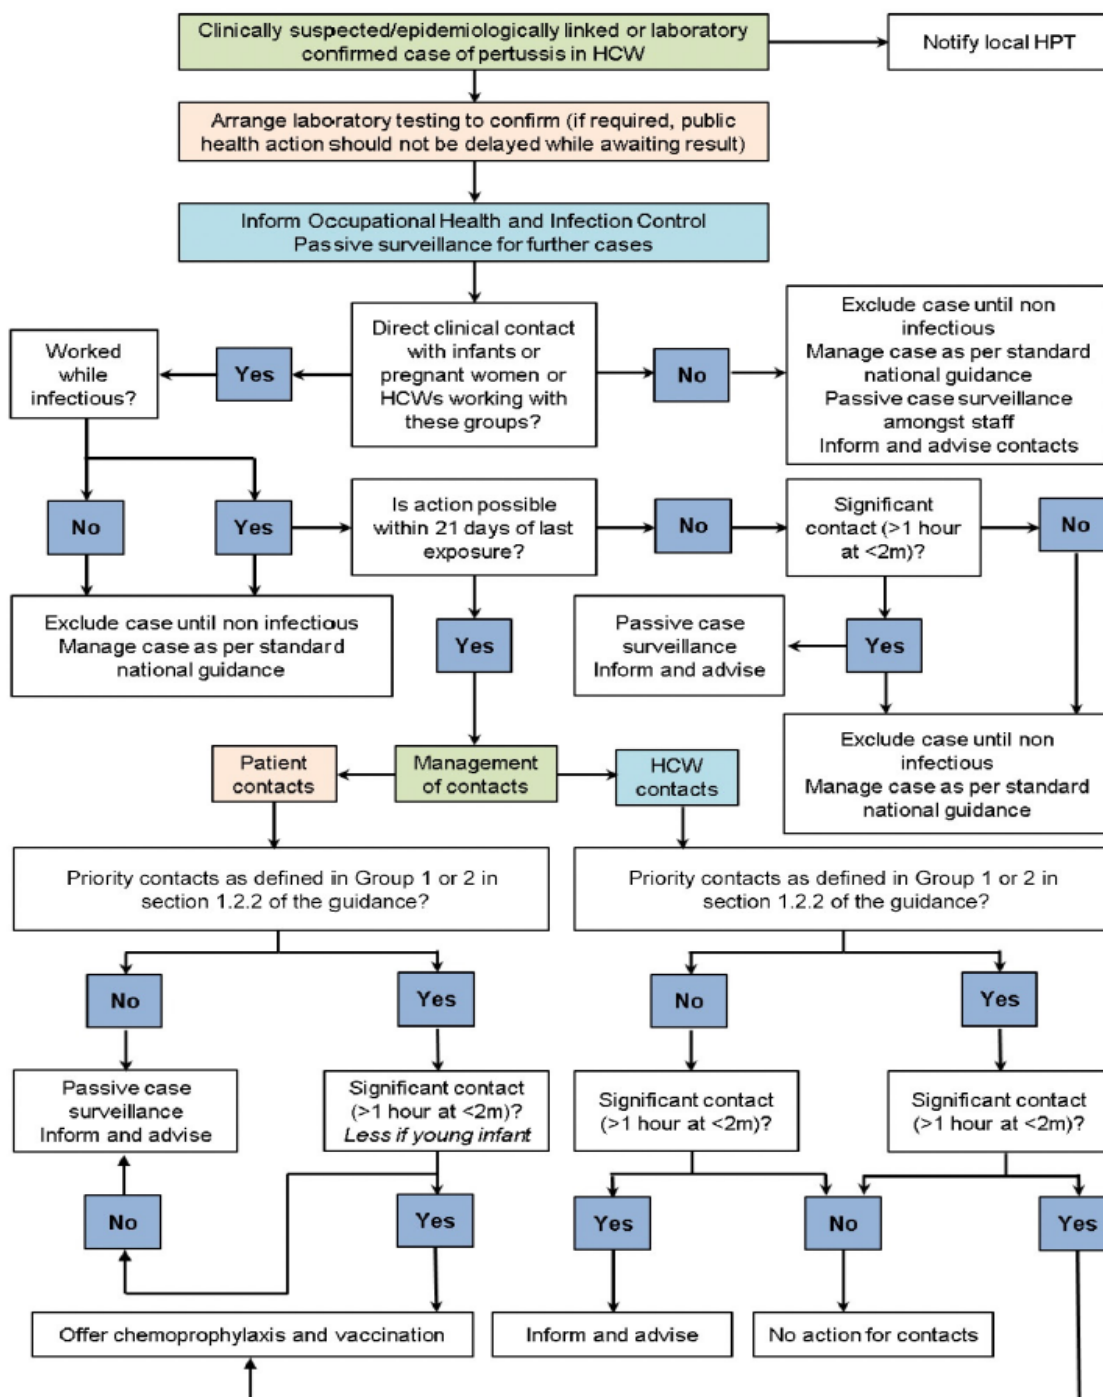 Clinically suspected/epidemiologically linked or laboratory
confirmed case of pertussis in HCW
Notify local HPT
Arrange laboratory testing to confirm (if required, public
health action should not be delayed while awaiting result)
Inform Occupational Health and Infection Control
Passive surveillance for further cases
Worked
while
infectious?
Yes
Direct clinical contact
with infants or
pregnant women or
HCWs working with
these groups?
No
Exclude case until non
infectious
Manage case as per standard
national guidance
Passive case surveillance
amongst staff
Inform and advise contacts
No
Yes
Is action possible
within 21 days of last
exposure?
No
Significant
contact (>1 hour
at <2m)?
No
Exclude case until non infectious
Manage case as per standard
national guidance
Yes
Passive case
surveillance
Inform and advise
Yes
Exclude case until non
infectious
Manage case as per standard
national guidance
Patient
contacts
Management
of contacts
HCW
contacts
Priority contacts as defined in Group 1 or 2 in
section 1.2.2 of the guidance?
Priority contacts as defined in Group 1 or 2 in
section 1.2.2 of the guidance?
No
Yes
No
Yes
Passive case
surveillance
Inform and advise
Significant contact
(>1 hour at <2m)?
Less if young infant
Significant contact
(>1 hour at <2m)?
Significant contact
(>1 hour at <2m)?
No
Yes
Yes
No
Yes
Offer chemoprophylaxis and vaccination
Inform and advise
No action for contacts